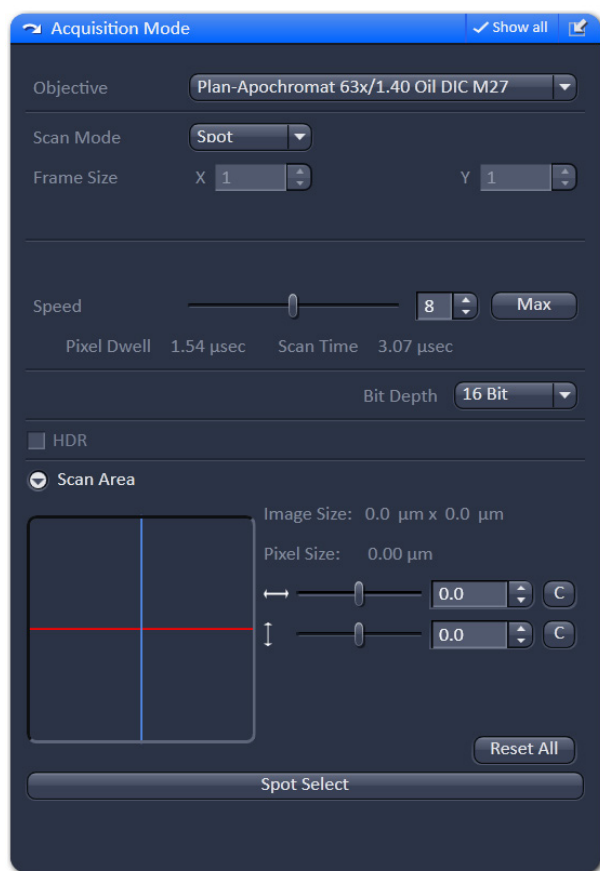 Acquisition Mode Show all
Objective Plan-Apochromat 63x/1.40 Oil DIC M27
Scan Mode Spot
Frame Size X 1 Y 1
Speed 8 Max
Pixel Dwell 1.54 µsec Scan Time 3.07 µsec
Bit Depth 16 Bit
HDR
Scan Area
Image Size: 0.0 µm x 0.0 µm
Pixel Size: 0.00 µm
0.0 C
0.0 C
Reset All
Spot Select